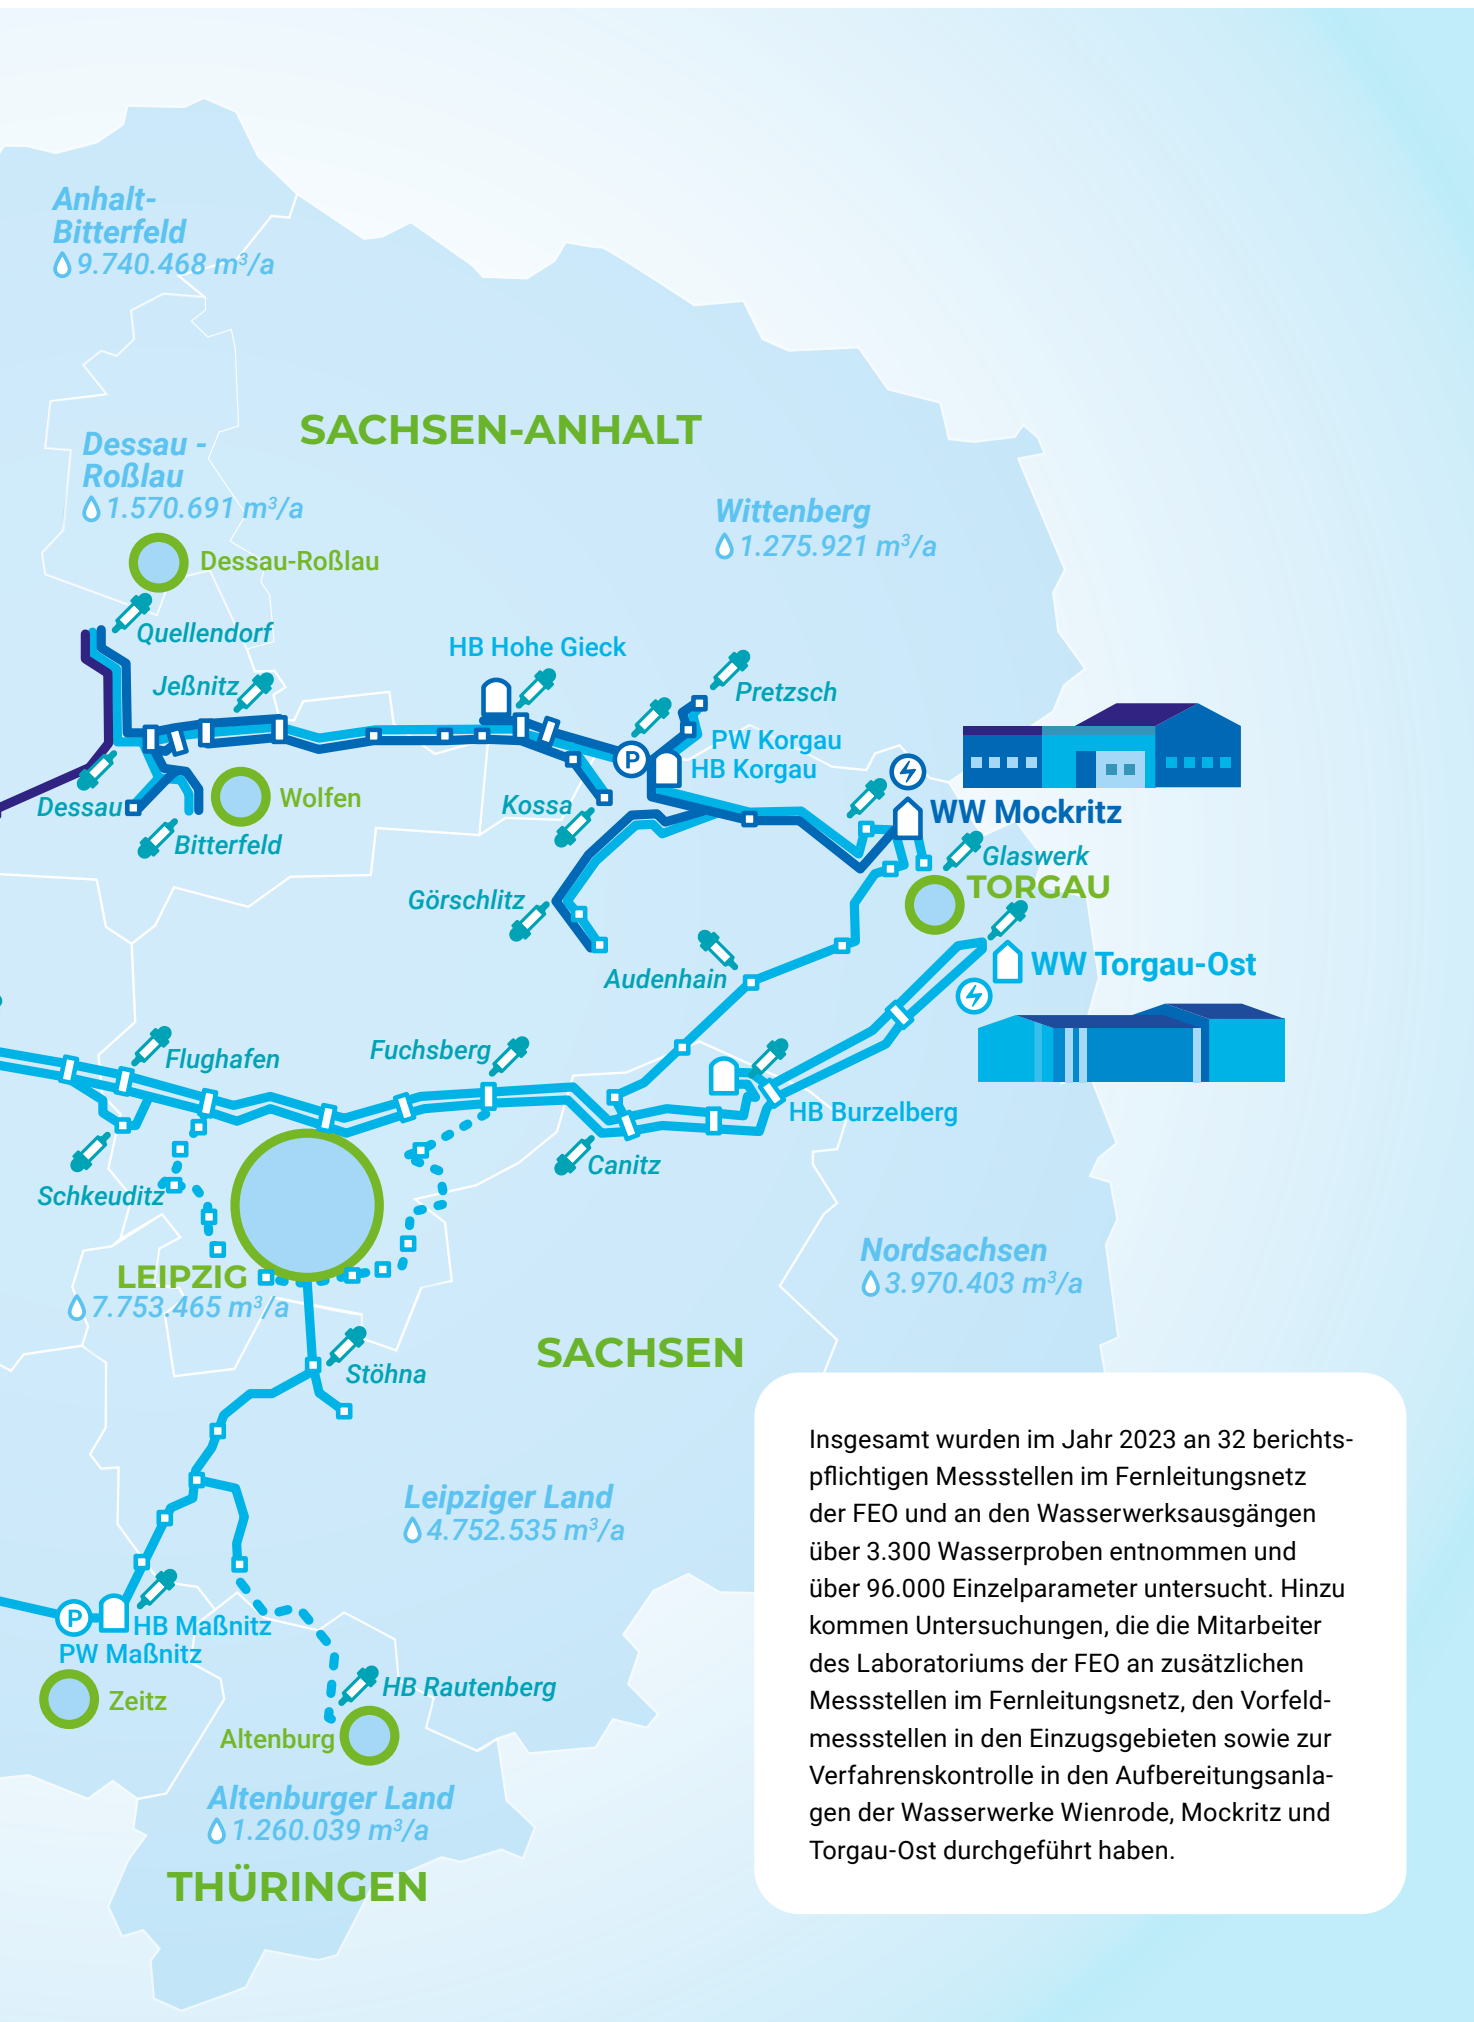 Anhalt-
Bitterfeld
9.740.468 m³/a
SACHSEN-ANHALT
Dessau -
Roßlau
1.570.691 m³/a
Wittenberg
1.275.921 m³/a
Dessau-Roßlau
Quellendorf
HB Hohe Gieck
Jeßnitz
Pretzsch
PW Korgau
HB Korgau
P
Dessau
Wolfen
Kossa
WW Mockritz
Bitterfeld
Glaswerk
TORGAU
Görschlitz
Audenhain
WW Torgau-Ost
Flughafen
Fuchsberg
HB Burzelberg
Canitz
Schkeuditz
Nordsachsen
3.970.403 m³/a
LEIPZIG
7.753.465 m³/a
SACHSEN
Stöhna
Leipziger Land
4.752.535 m³/a
P
HB Maßnitz
PW Maßnitz
Zeitz
HB Rautenberg
Altenburg
Altenburger Land
1.260.039 m³/a
THÜRINGEN
Insgesamt wurden im Jahr 2023 an 32 berichts-
pflichtigen Messstellen im Fernleitungsnetz
der FEO und an den Wasserwerksausgängen
über 3.300 Wasserproben entnommen und
über 96.000 Einzelparameter untersucht. Hinzu
kommen Untersuchungen, die die Mitarbeiter
des Laboratoriums der FEO an zusätzlichen
Messstellen im Fernleitungsnetz, den Vorfeld-
messstellen in den Einzugsgebieten sowie zur
Verfahrenskontrolle in den Aufbereitungsanla-
gen der Wasserwerke Wienrode, Mockritz und
Torgau-Ost durchgeführt haben.